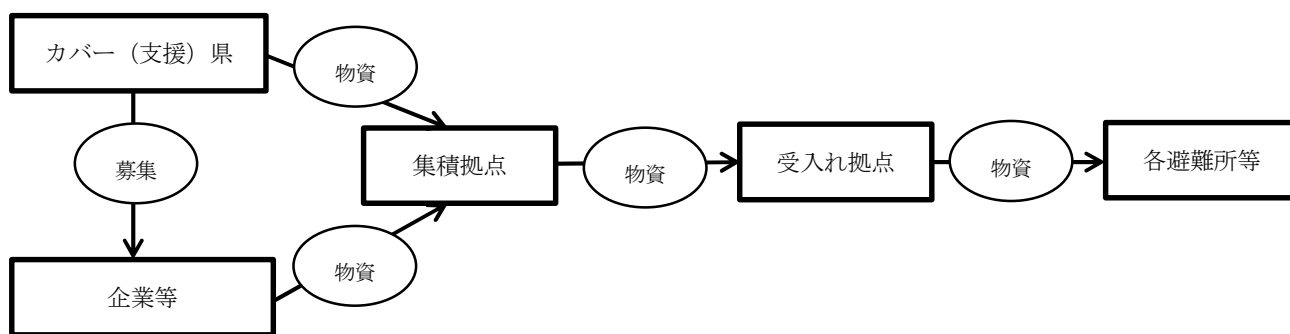 カバー（支援）県
物資
募集
集積拠点
物資
受入れ拠点
物資
各避難所等
物資
企業等